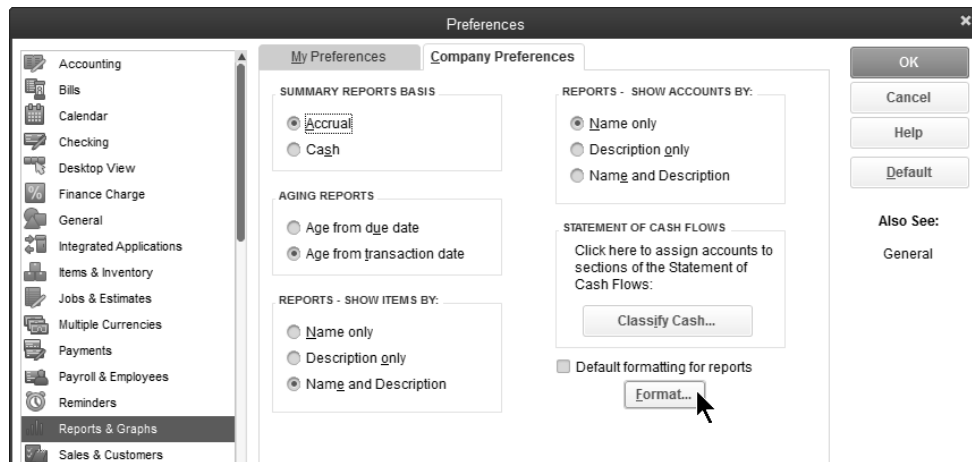 Preferences
Accounting
Bills
Calendar
Checking
Desktop View
Finance Charge
General
Integrated Applications
Items & Inventory
Jobs & Estimates
Multiple Currencies
Payments
Payroll & Employees
Reminders
Reports & Graphs
Sales & Customers
My Preferences
Company Preferences
SUMMARY REPORTS BASIS
Accrual
Cash
AGING REPORTS
Age from due date
Age from transaction date
REPORTS - SHOW ITEMS BY:
Name only
Description only
Name and Description
REPORTS - SHOW ACCOUNTS BY:
Name only
Description only
Name and Description
STATEMENT OF CASH FLOWS
Click here to assign accounts to
sections of the Statement of
Cash Flows:
Classify Cash...
Default formatting for reports
Format...
OK
Cancel
Help
Default
Also See:
General